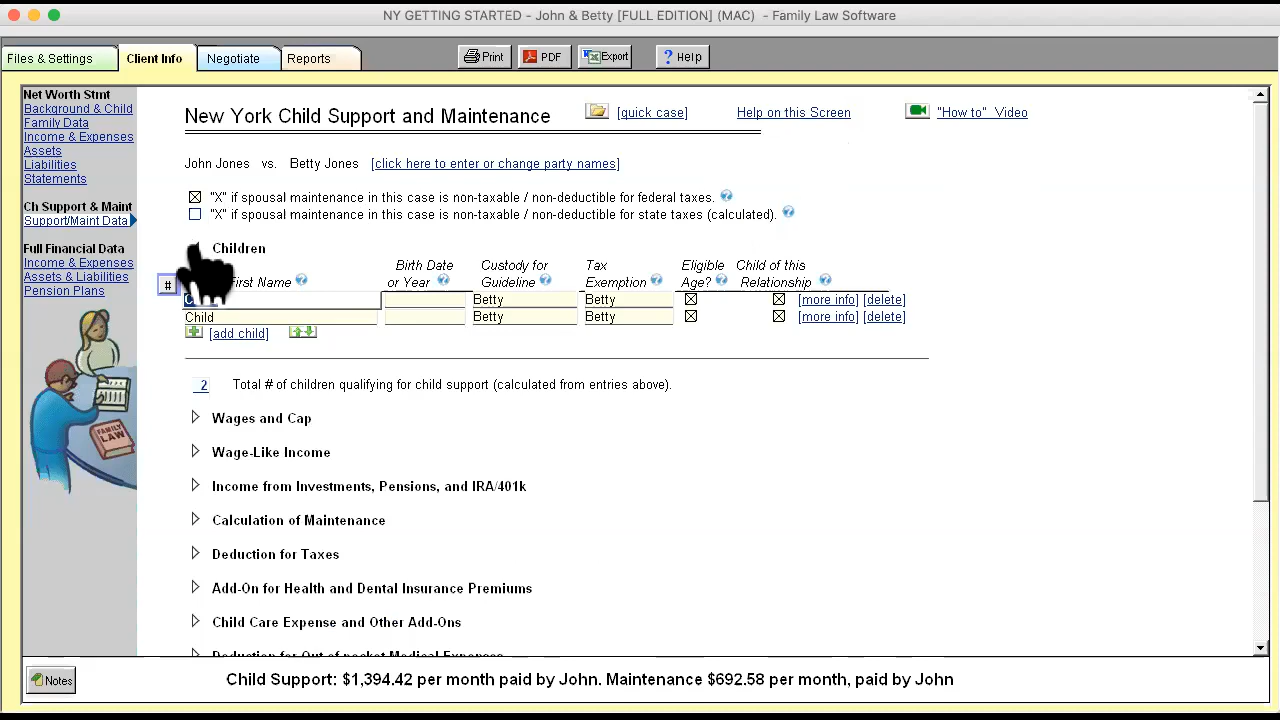 NY GETTING STARTED - John & Betty [FULL EDITION] (MAC) - Family Law Software
Files & Settings Client Info Negotiate Reports Print PDF Export ? Help
Net Worth Stmt
Background & Child
Family Data
Income & Expenses
Assets
Liabilities
Statements
Ch Support & Maint
Support/Maint Data
Full Financial Data
Income & Expenses
Assets & Liabilities
Pension Plans
FAMILY LAW
New York Child Support and Maintenance [quick case] Help on this Screen "How to" Video
John Jones vs. Betty Jones [click here to enter or change party names]
"X" if spousal maintenance in this case is non-taxable / non-deductible for federal taxes. ?
"X" if spousal maintenance in this case is non-taxable / non-deductible for state taxes (calculated). ?
Children
# First Name ? Birth Date or Year ? Custody for Guideline ? Tax Exemption ? Eligible Age? ? Child of this Relationship ?
Betty Betty [more info] [delete]
Child Betty Betty [more info] [delete]
[add child]
2 Total # of children qualifying for child support (calculated from entries above).
Wages and Cap
Wage-Like Income
Income from Investments, Pensions, and IRA/401k
Calculation of Maintenance
Deduction for Taxes
Add-On for Health and Dental Insurance Premiums
Child Care Expense and Other Add-Ons
Deduction for Out of pocket Medical Expenses
Notes Child Support: $1,394.42 per month paid by John. Maintenance $692.58 per month, paid by John